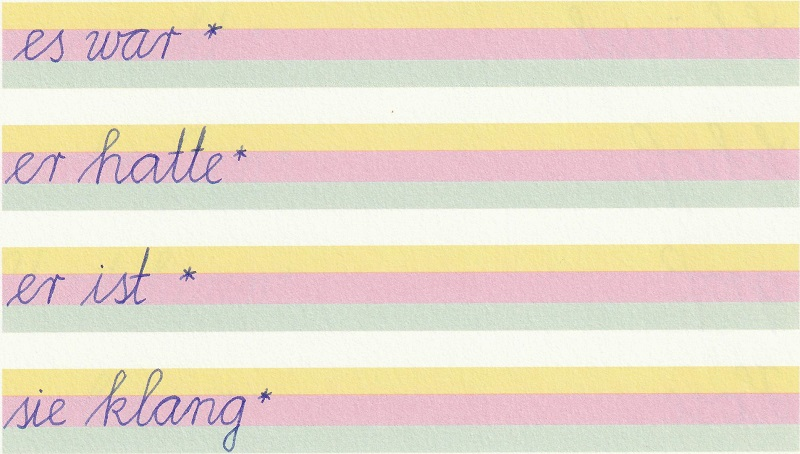 es war *
er hatte*
er ist *
sie klang*